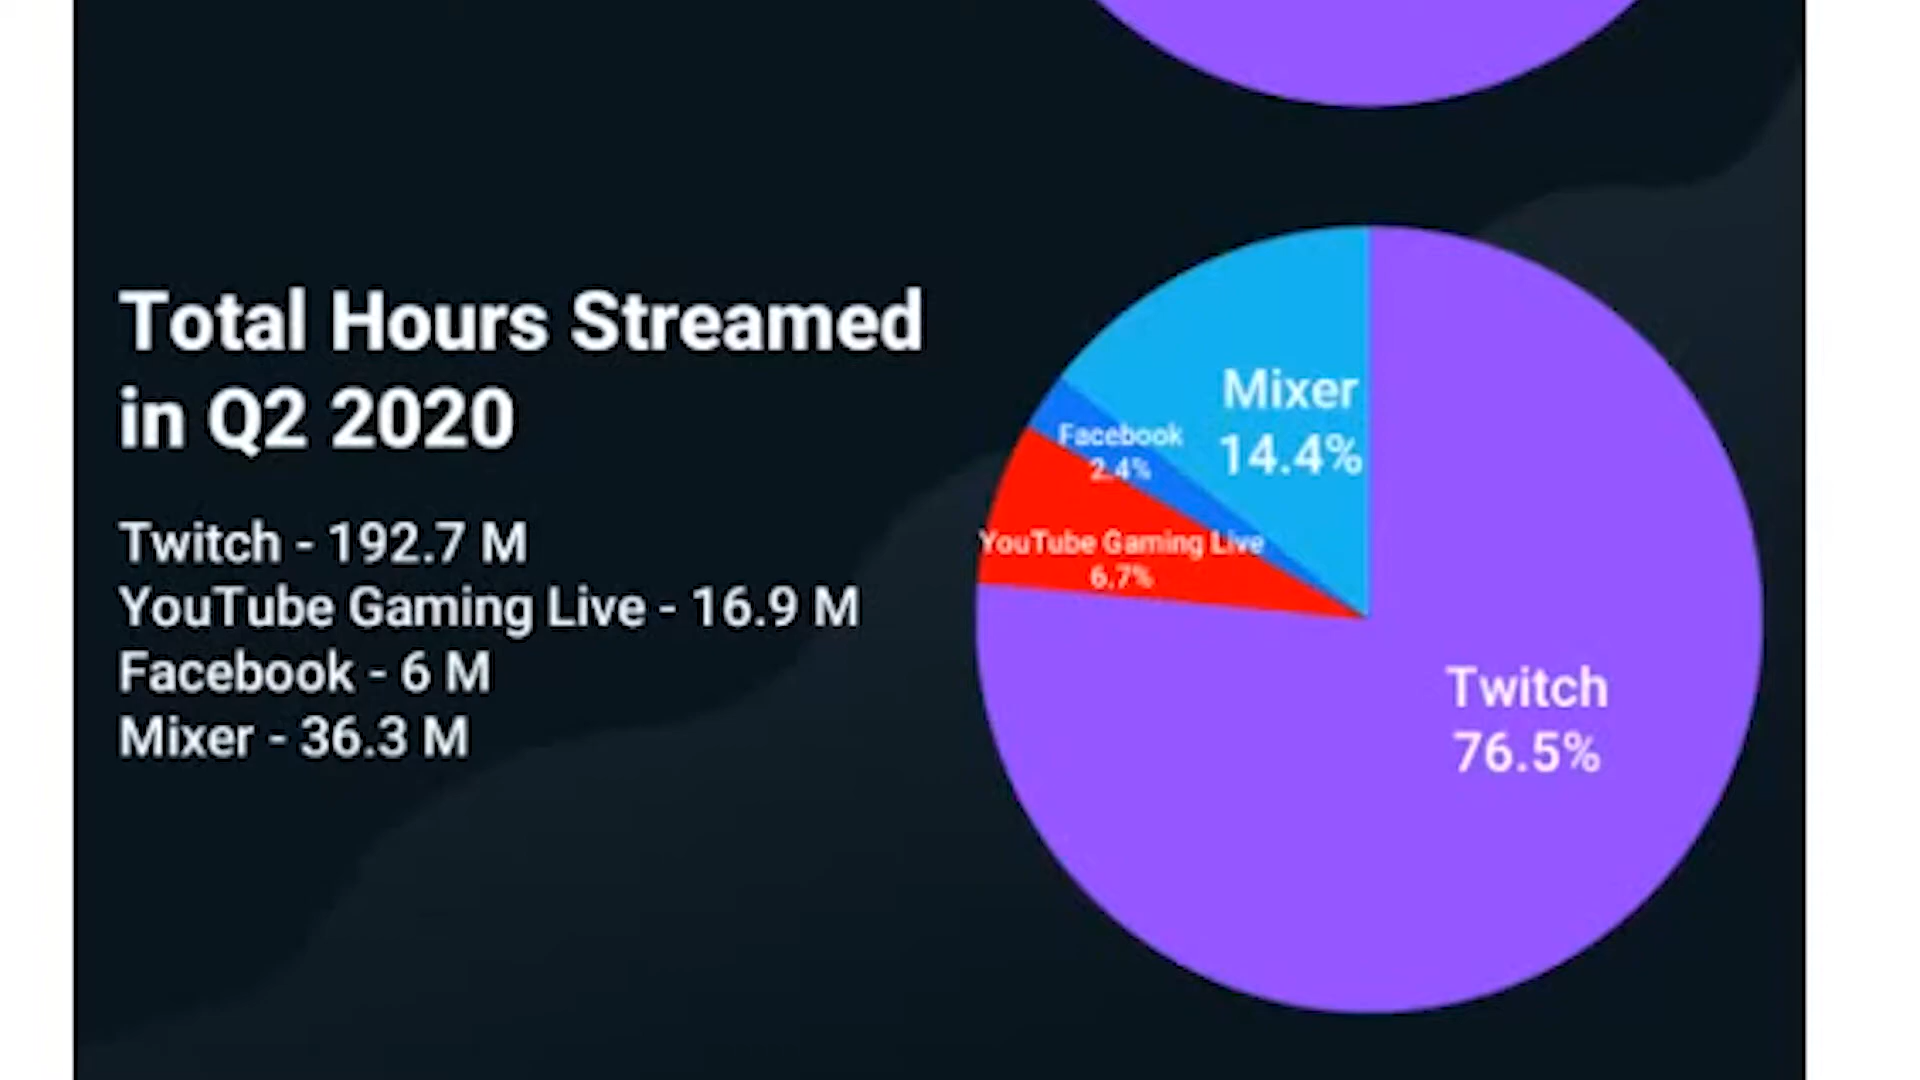 Total Hours Streamed
in Q2 2020
Twitch - 192.7 M
YouTube Gaming Live - 16.9 M
Facebook - 6 M
Mixer - 36.3 M
Mixer
14.4%
Facebook
2.4%
YouTube Gaming Live
6.7%
Twitch
76.5%